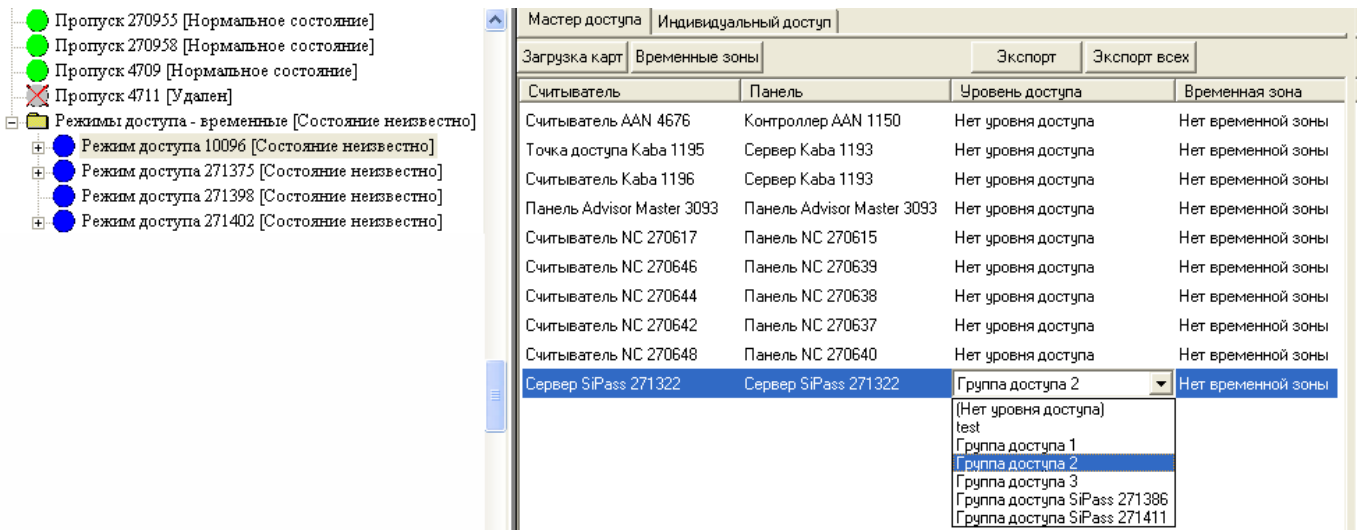 Пропуск 270955 [Нормальное состояние]
Пропуск 270958 [Нормальное состояние]
Пропуск 4709 [Нормальное состояние]
Пропуск 4711 [Удален]
Режимы доступа - временные [Состояние неизвестно]
Режим доступа 10096 [Состояние неизвестно]
Режим доступа 271375 [Состояние неизвестно]
Режим доступа 271398 [Состояние неизвестно]
Режим доступа 271402 [Состояние неизвестно]
Мастер доступа Индивидуальный доступ
Загрузка карт Временные зоны Экспорт Экспорт всех
Считыватель Панель Уровень доступа Временная зона
Считыватель AAN 4676 Контроллер AAN 1150 Нет уровня доступа Нет временной зоны
Точка доступа Kaba 1195 Сервер Kaba 1193 Нет уровня доступа Нет временной зоны
Считыватель Kaba 1196 Сервер Kaba 1193 Нет уровня доступа Нет временной зоны
Панель Advisor Master 3093 Панель Advisor Master 3093 Нет уровня доступа Нет временной зоны
Считыватель NC 270617 Панель NC 270615 Нет уровня доступа Нет временной зоны
Считыватель NC 270646 Панель NC 270639 Нет уровня доступа Нет временной зоны
Считыватель NC 270644 Панель NC 270638 Нет уровня доступа Нет временной зоны
Считыватель NC 270642 Панель NC 270637 Нет уровня доступа Нет временной зоны
Считыватель NC 270648 Панель NC 270640 Нет уровня доступа Нет временной зоны
Сервер SiPass 271322 Сервер SiPass 271322 Группа доступа 2 Нет временной зоны
(Нет уровня доступа)
test
Группа доступа 1
Группа доступа 2
Группа доступа 3
Группа доступа SiPass 271386
Группа доступа SiPass 271411